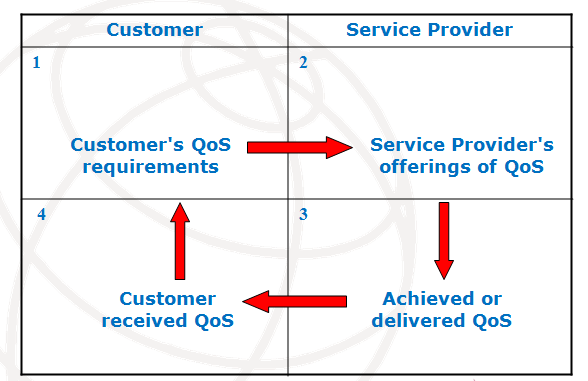 Customer
Service Provider
1
2
Customer's QoS
requirements
Service Provider's
offerings of QoS
4
3
Customer
received QoS
Achieved or
delivered QoS